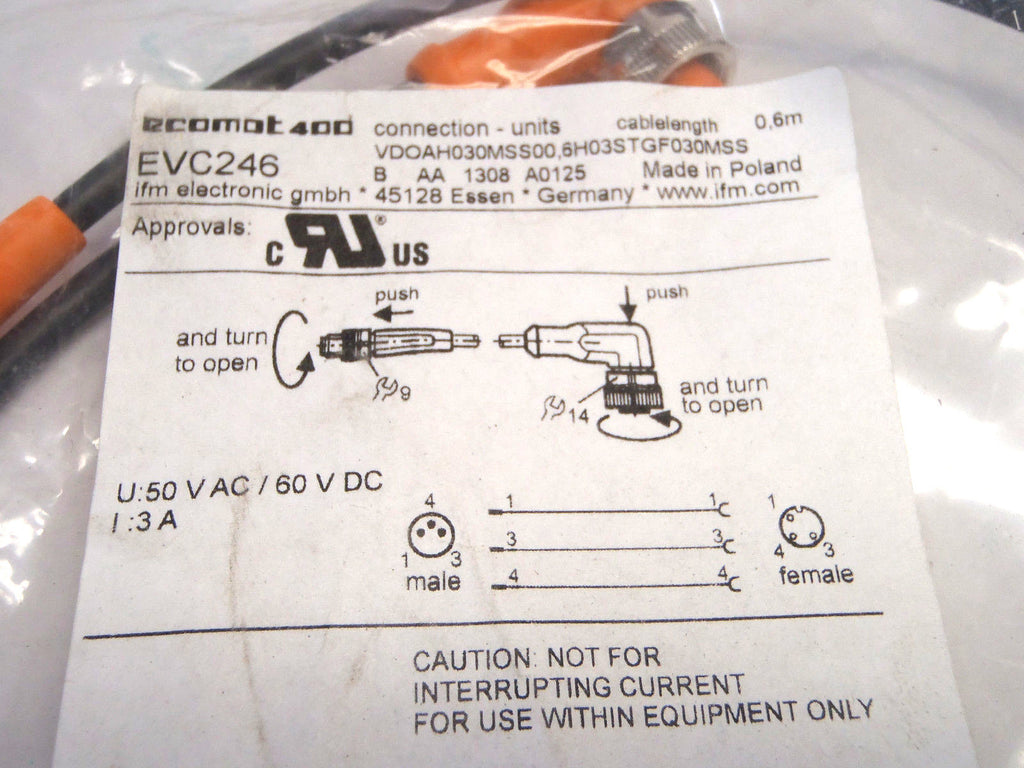 ecomat 400 connection - units cablelength 0,6m
EVC246 VDOAH030MSS00,6H03STGF030MSS
B AA 1308 A0125 Made in Poland
ifm electronic gmbh * 45128 Essen * Germany * www.ifm.com
Approvals: C RU ® US
push push
and turn
to open
9
14
and turn
to open
U:50 V AC / 60 V DC
I :3 A
4
1 3
male
1 1
3 3
4 4
1
4 3
female
CAUTION: NOT FOR
INTERRUPTING CURRENT
FOR USE WITHIN EQUIPMENT ONLY